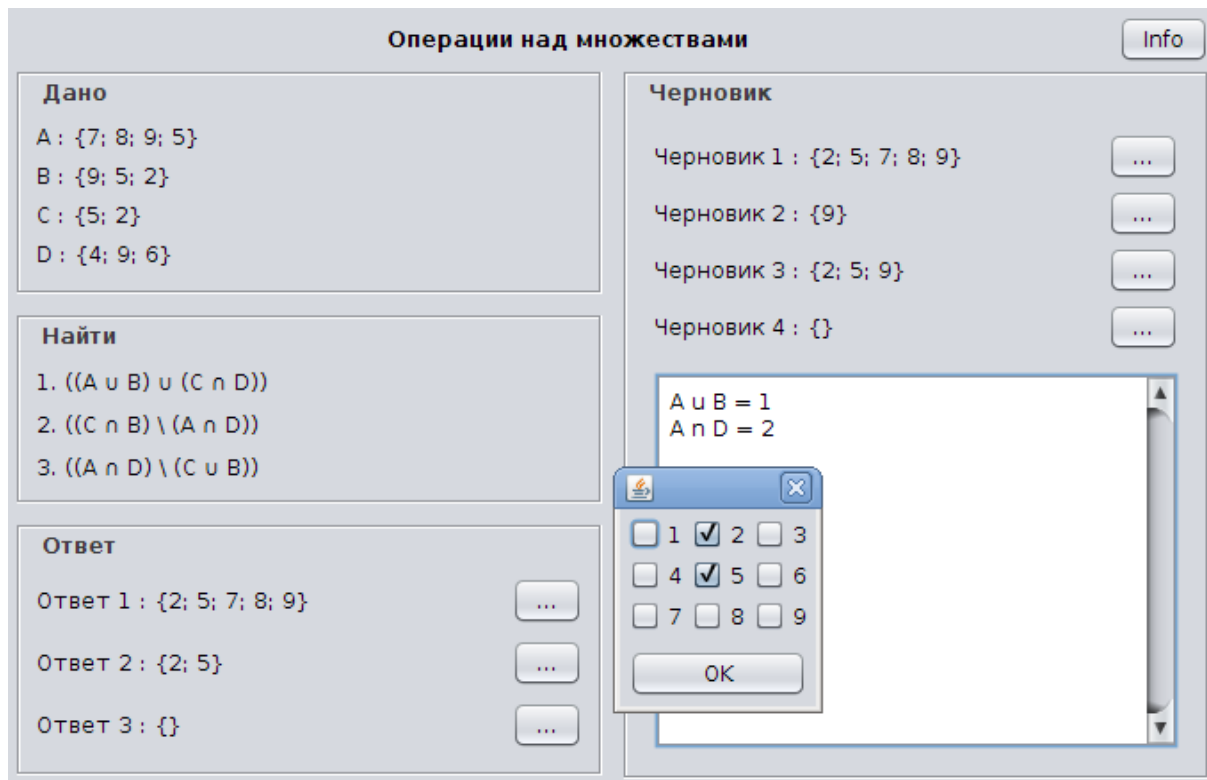 Операции над множествами
Info
Дано
A : {7; 8; 9; 5}
B : {9; 5; 2}
C : {5; 2}
D : {4; 9; 6}
Найти
1. ((A ∪ B) ∪ (C ∩ D))
2. ((C ∩ B) \ (A ∩ D))
3. ((A ∩ D) \ (C ∪ B))
Ответ
Ответ 1 : {2; 5; 7; 8; 9}
...
Ответ 2 : {2; 5}
...
Ответ 3 : {}
...
Черновик
Черновик 1 : {2; 5; 7; 8; 9}
...
Черновик 2 : {9}
...
Черновик 3 : {2; 5; 9}
...
Черновик 4 : {}
...
A u B = 1
A n D = 2
1 2 3
4 5 6
7 8 9
OK